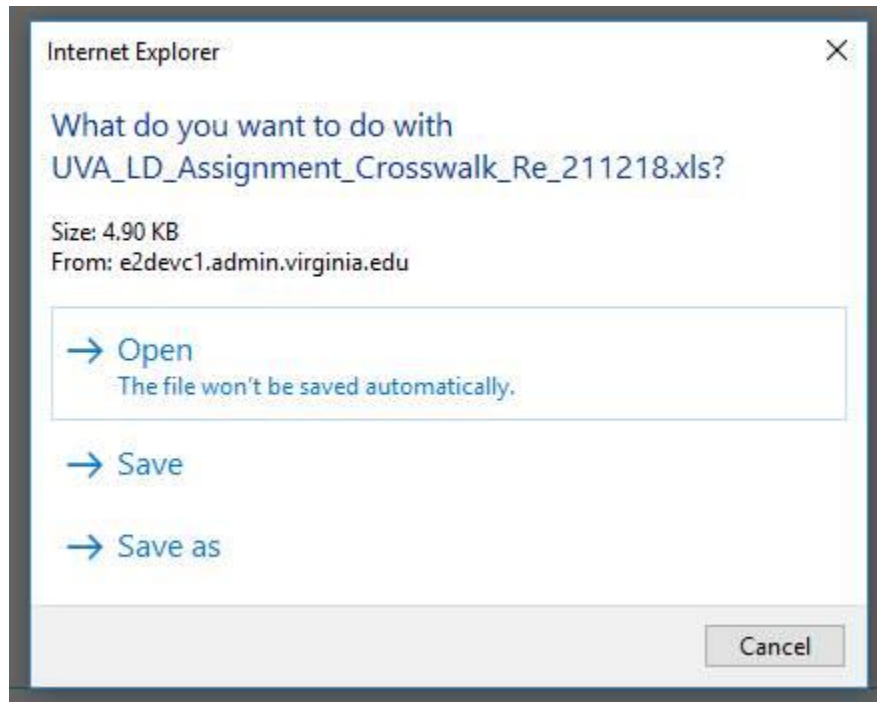 Internet Explorer
What do you want to do with
UVA_LD_Assignment_Crosswalk_Re_211218.xls?
Size: 4.90 KB
From: e2devc1.admin.virginia.edu
Open
The file won't be saved automatically.
Save
Save as
Cancel